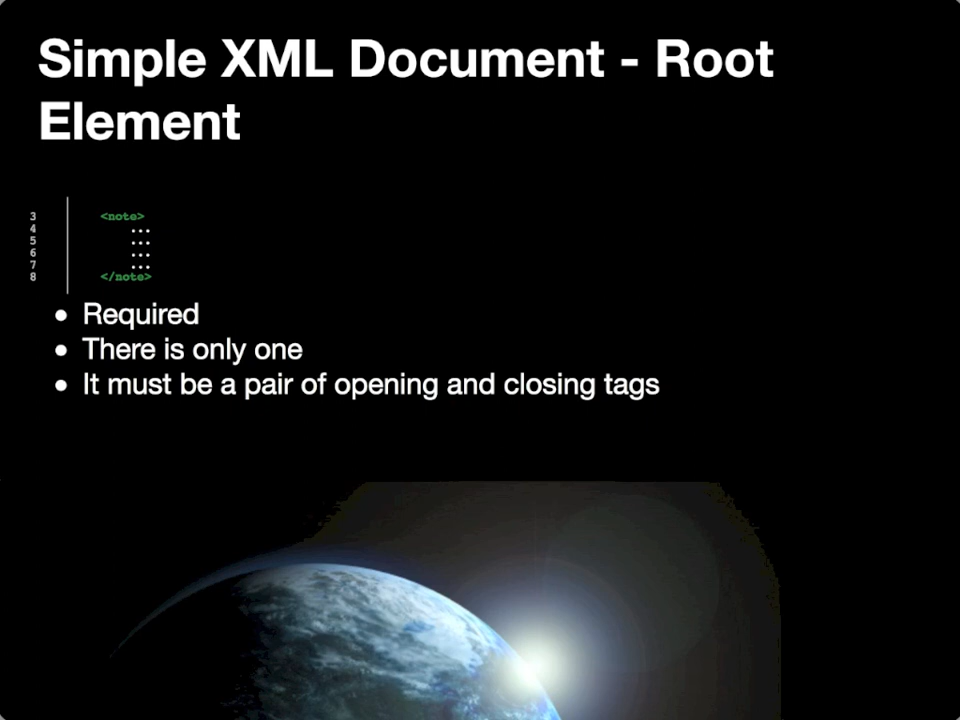 Simple XML Document - Root
Element
3 <note>
4 ...
5 ...
6 ...
7 ...
8 </note>
• Required
• There is only one
• It must be a pair of opening and closing tags